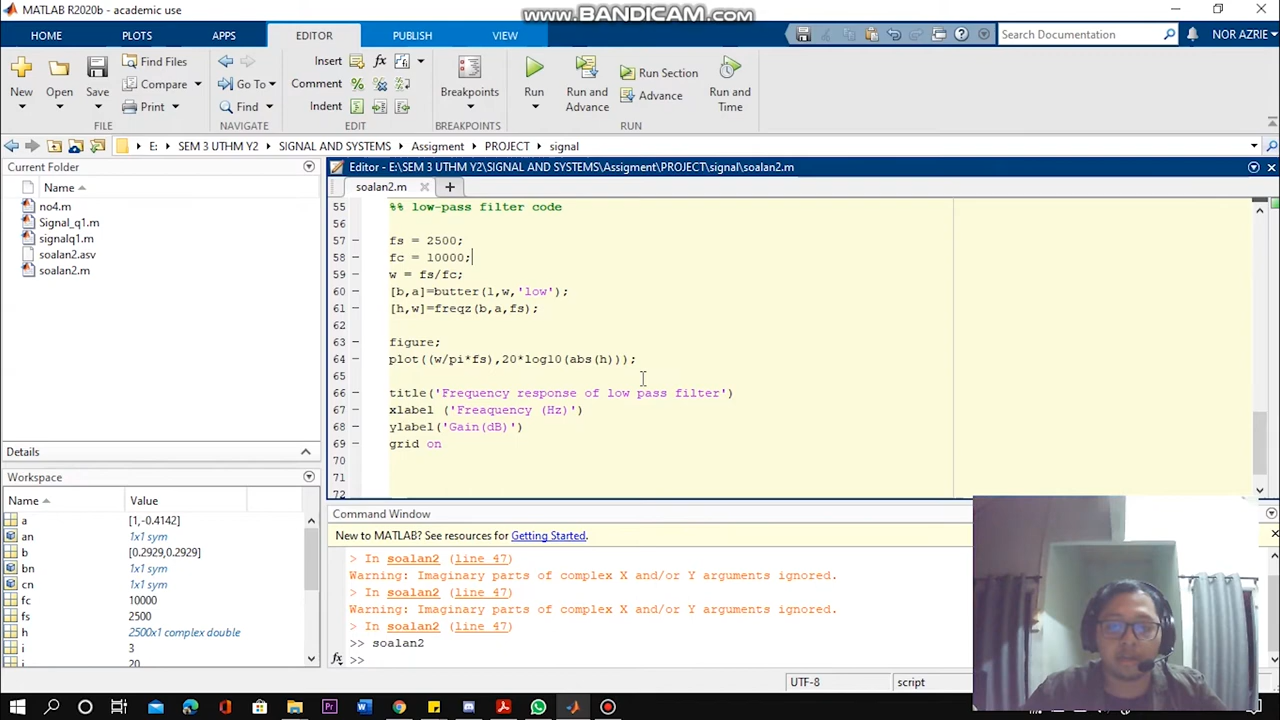 MATLAB R2020b - academic use
www.BANDICAM.com
HOME PLOTS APPS EDITOR PUBLISH VIEW
Search Documentation
NOR AZRIE
New Open Save
Find Files
Compare
Print
Go To
Find
Insert
Comment
Indent
Breakpoints
Run
Run and Advance
Run Section
Advance
Run and Time
FILE NAVIGATE EDIT BREAKPOINTS RUN
E: SEM 3 UTHM Y2 SIGNAL AND SYSTEMS Assigment PROJECT signal
Current Folder
Name
no4.m
Signal_q1.m
signalq1.m
soalan2.asv
soalan2.m
Details
Workspace
Name Value
a [1,-0.4142]
an 1x1 sym
b [0.2929,0.2929]
bn 1x1 sym
cn 1x1 sym
fc 10000
fs 2500
h 2500x1 complex double
i 3
j 20
Editor - E:\SEM 3 UTHM Y2\SIGNAL AND SYSTEMS\Assigment\PROJECT\signal\soalan2.m
soalan2.m
55 %% low-pass filter code
56
57 fs = 2500;
58 fc = 10000;
59 w = fs/fc;
60 [b,a]=butter(1,w,'low');
61 [h,w]=freqz(b,a,fs);
62
63 figure;
64 plot((w/pi*fs),20*log10(abs(h)));
65
66 title('Frequency response of low pass filter')
67 xlabel ('Freaquency (Hz)')
68 ylabel('Gain(dB)')
69 grid on
70
71
72
Command Window
New to MATLAB? See resources for Getting Started.
> In soalan2 (line 47)
Warning: Imaginary parts of complex X and/or Y arguments ignored.
> In soalan2 (line 47)
Warning: Imaginary parts of complex X and/or Y arguments ignored.
> In soalan2 (line 47)
>> soalan2
fx >>
UTF-8 script